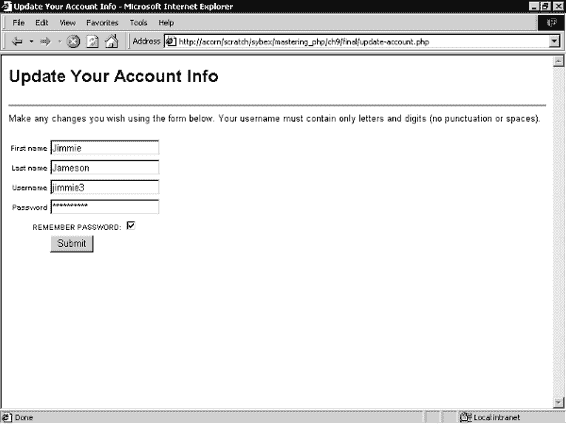 Update Your Account Info - Microsoft Internet Explorer
File Edit View Favorites Tools Help
Address http://acorn/scratch/sybex/mastering_php/ch9/final/update-account.php
Update Your Account Info
Make any changes you wish using the form below. Your username must contain only letters and digits (no punctuation or spaces).
First name Jimmie
Last name Jameson
Username jimmie3
Password **********
REMEMBER PASSWORD:
Submit
Done Local intranet